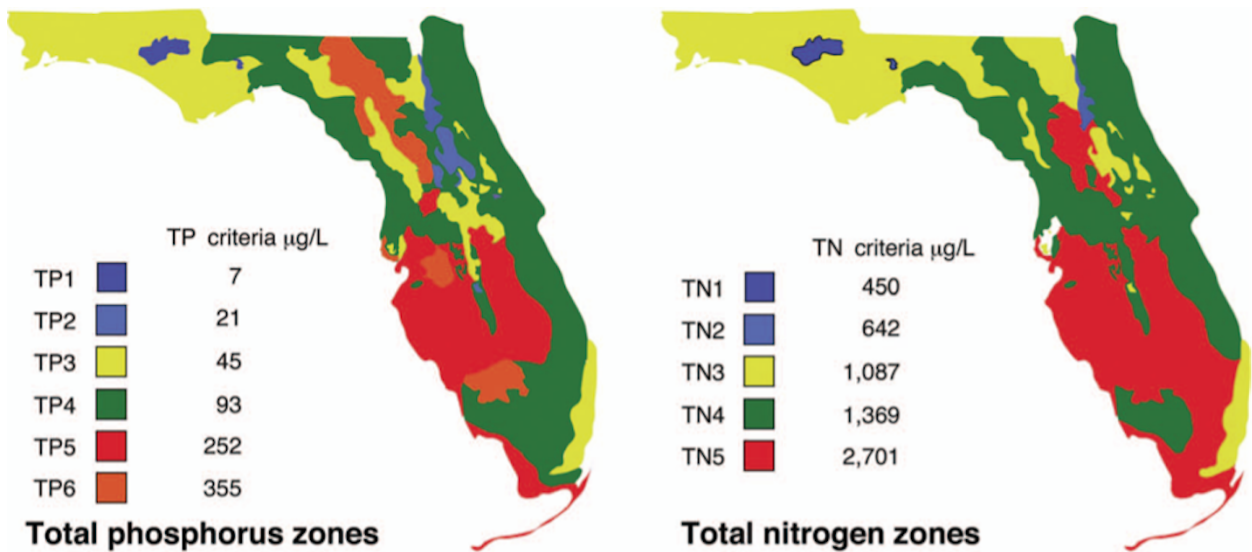 TP criteria µg/L
TP1 7
TP2 21
TP3 45
TP4 93
TP5 252
TP6 355
Total phosphorus zones
TN criteria µg/L
TN1 450
TN2 642
TN3 1,087
TN4 1,369
TN5 2,701
Total nitrogen zones